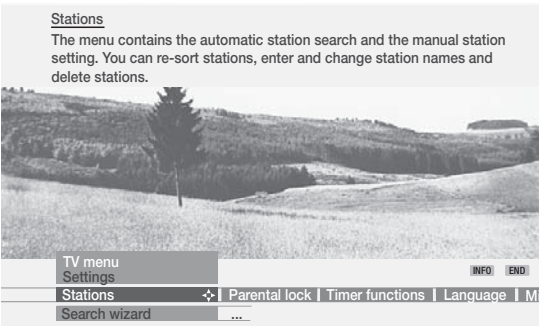 Stations
The menu contains the automatic station search and the manual station
setting. You can re-sort stations, enter and change station names and
delete stations.
TV menu
Settings
INFO END
Stations Parental lock Timer functions Language M
Search wizard ...